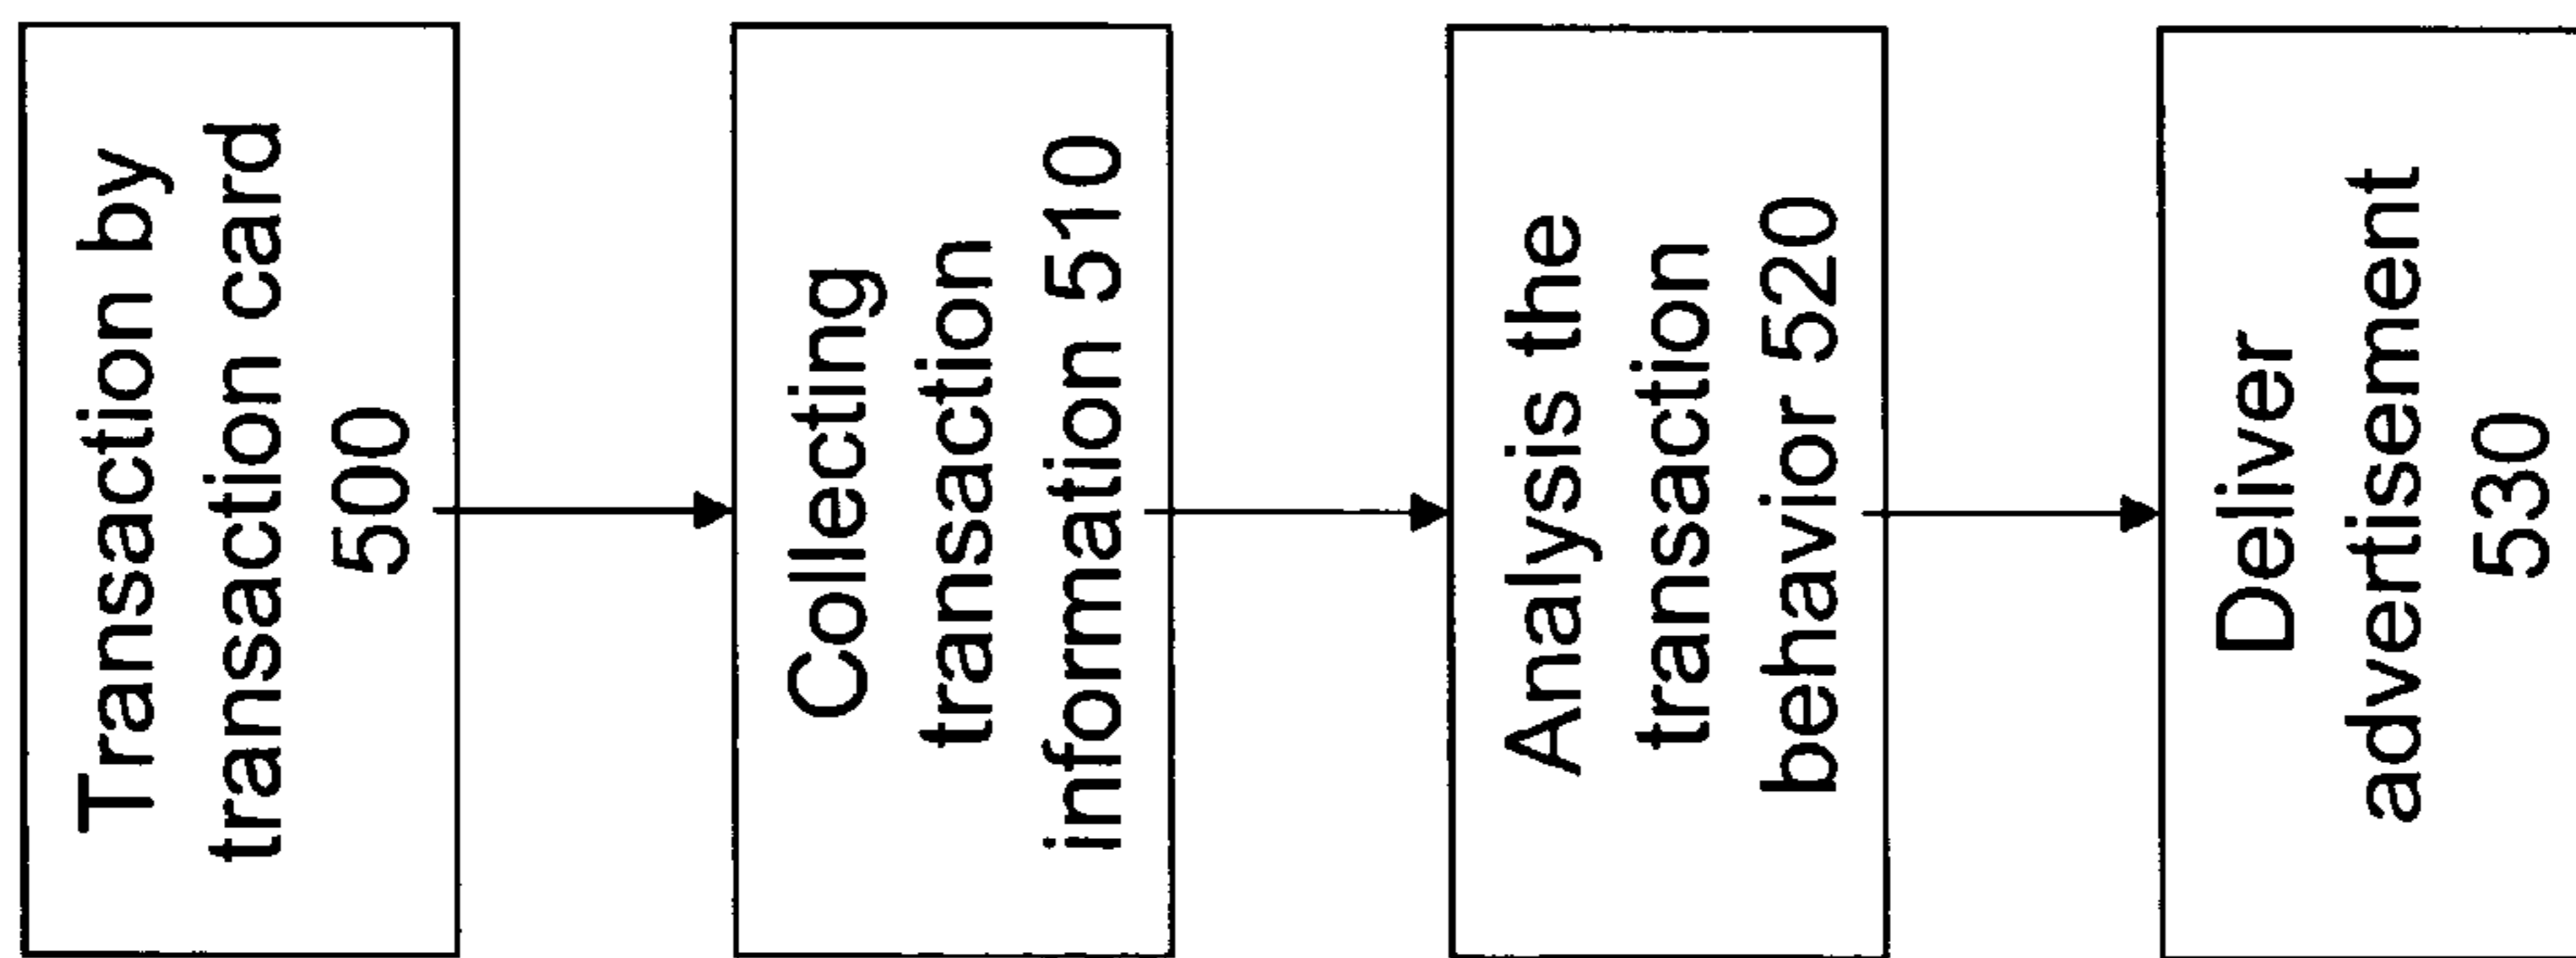 Transaction by
transaction card
500
Collecting
transaction
information 510
Analysis the
transaction
behavior 520
Deliver
advertisement
530